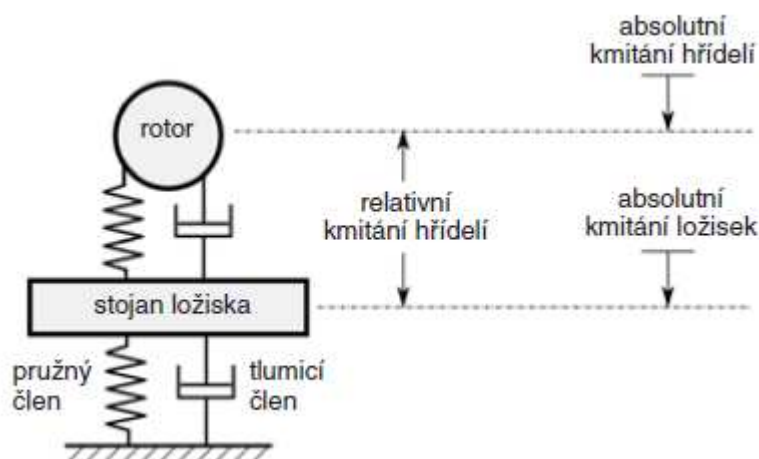 absolutní
kmitání hřídelí
rotor
relativní
kmitání hřídelí
absolutní
kmitání ložisek
stojan ložiska
pružný
člen
tlumicí
člen